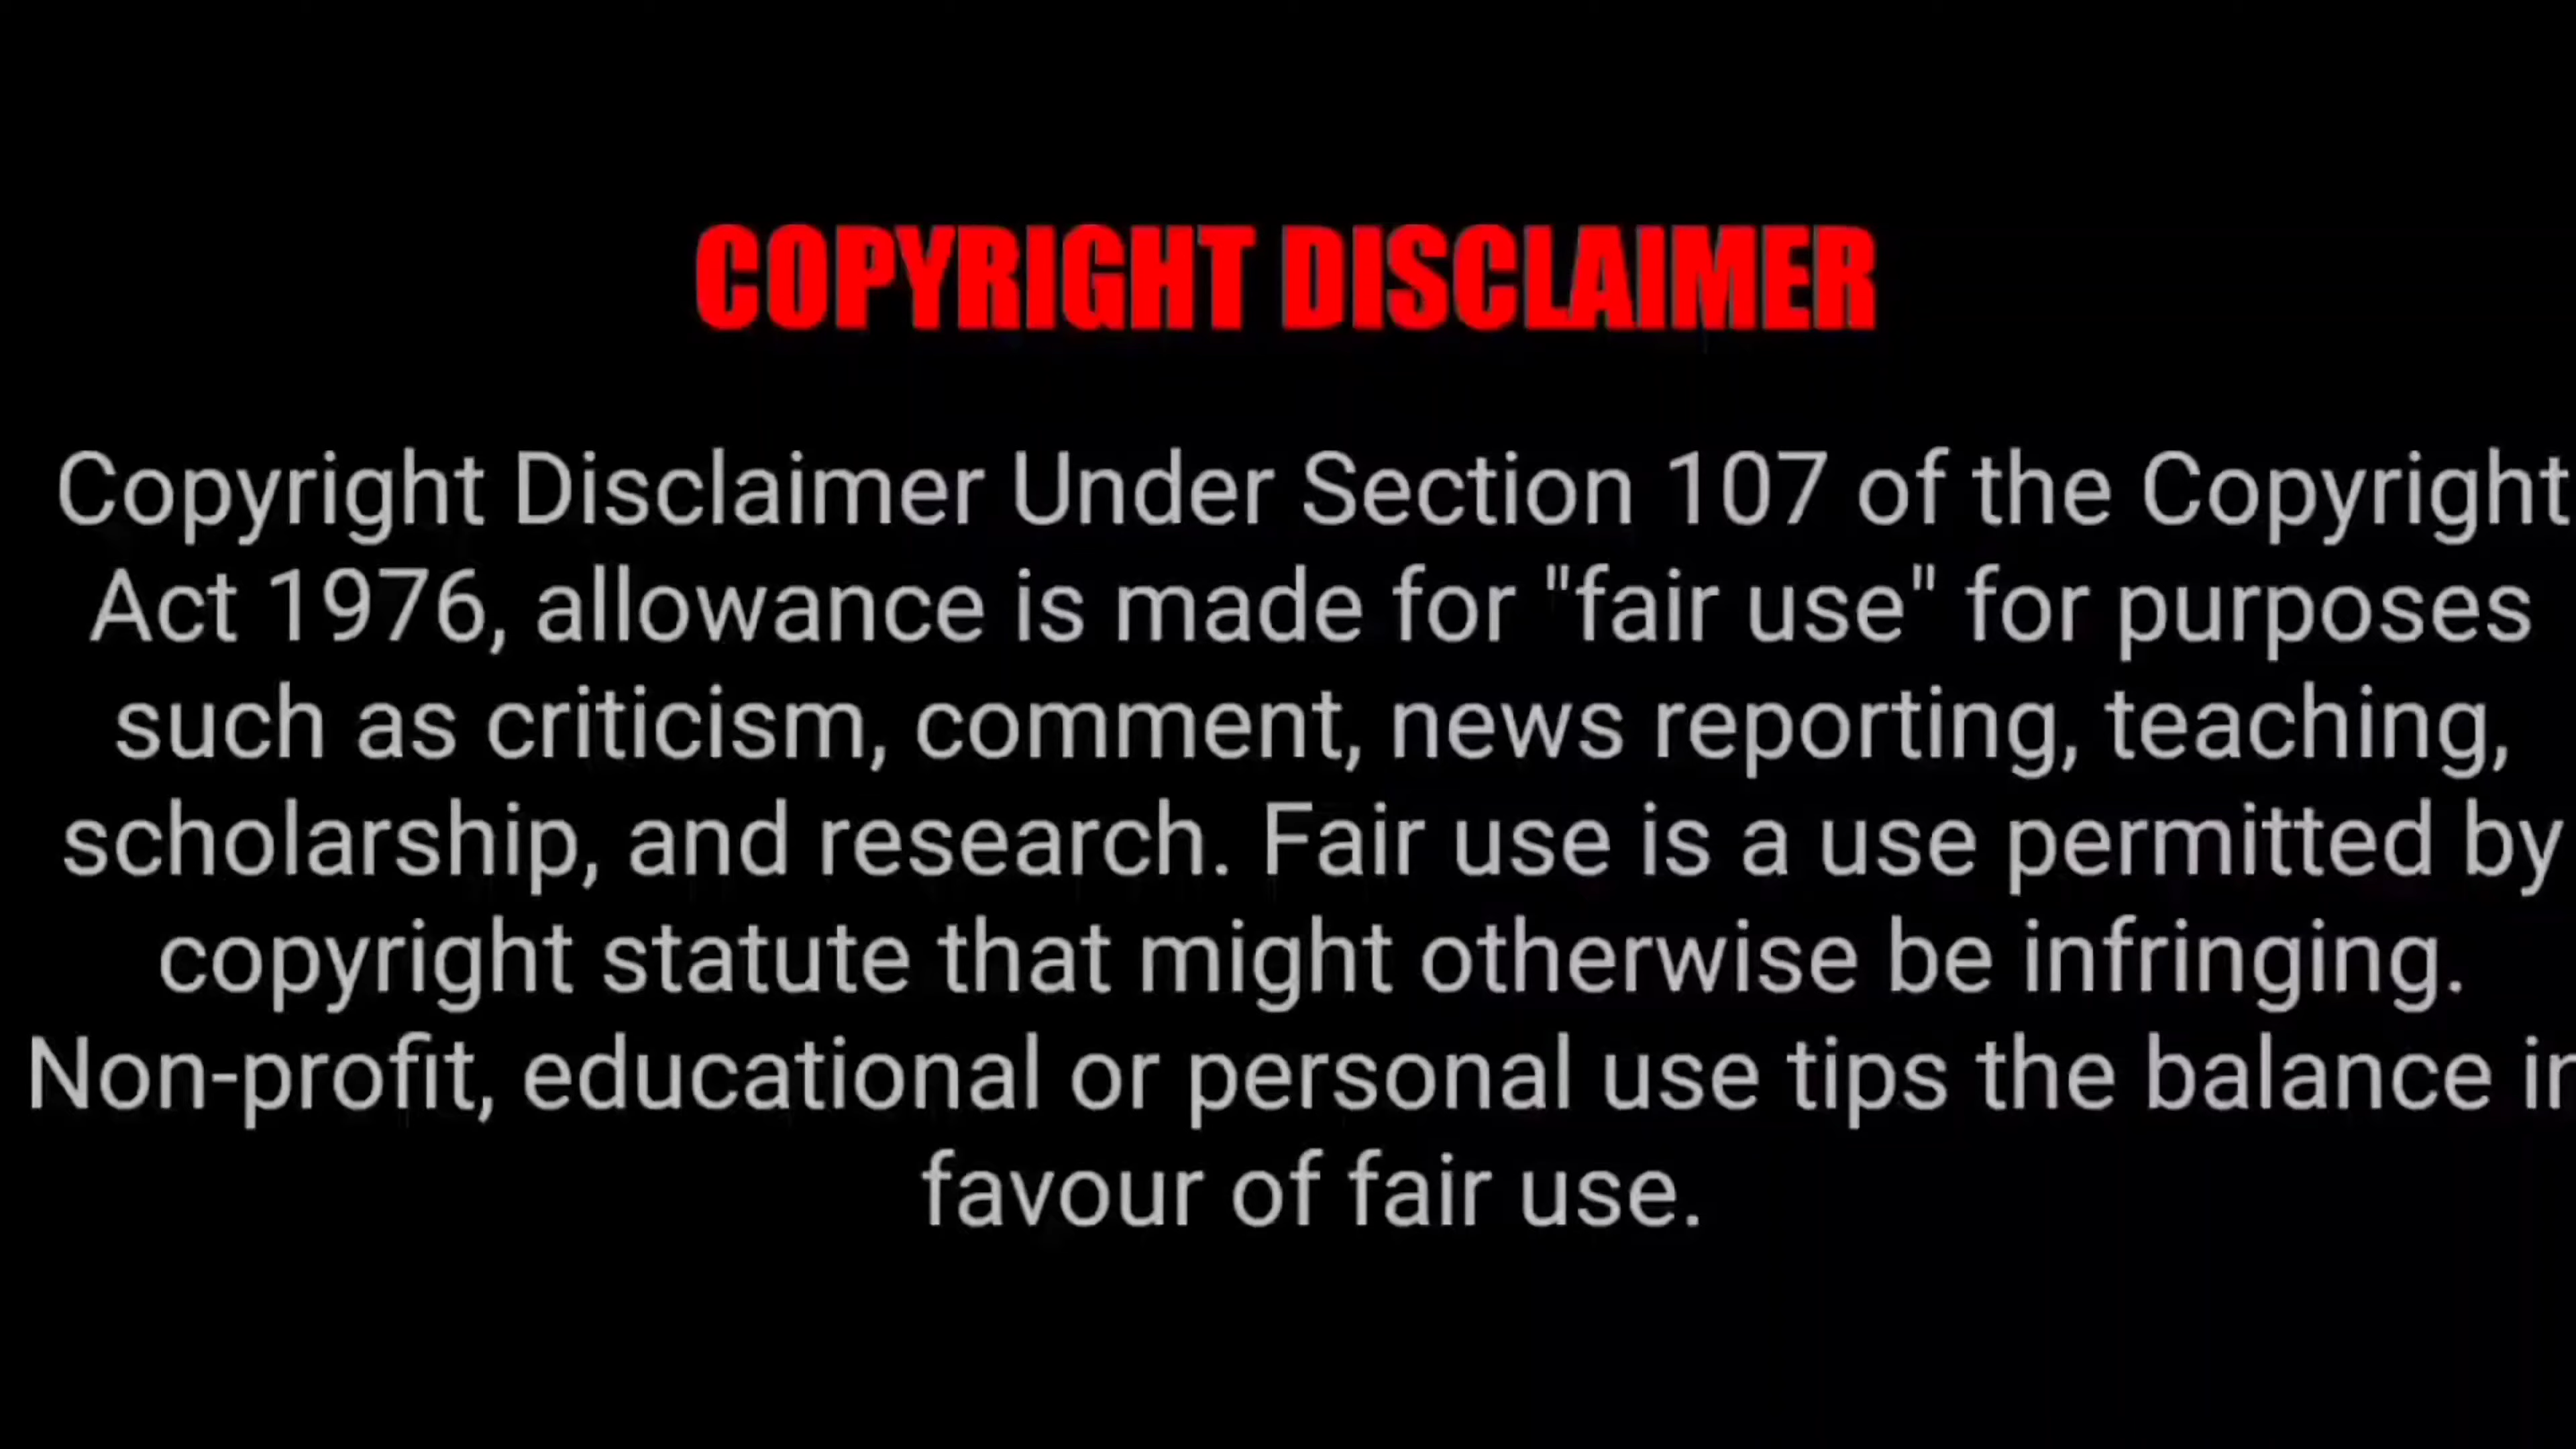 COPYRIGHT DISCLAIMER
Copyright Disclaimer Under Section 107 of the Copyright
Act 1976, allowance is made for "fair use" for purposes
such as criticism, comment, news reporting, teaching,
scholarship, and research. Fair use is a use permitted by
copyright statute that might otherwise be infringing.
Non-profit, educational or personal use tips the balance in
favour of fair use.